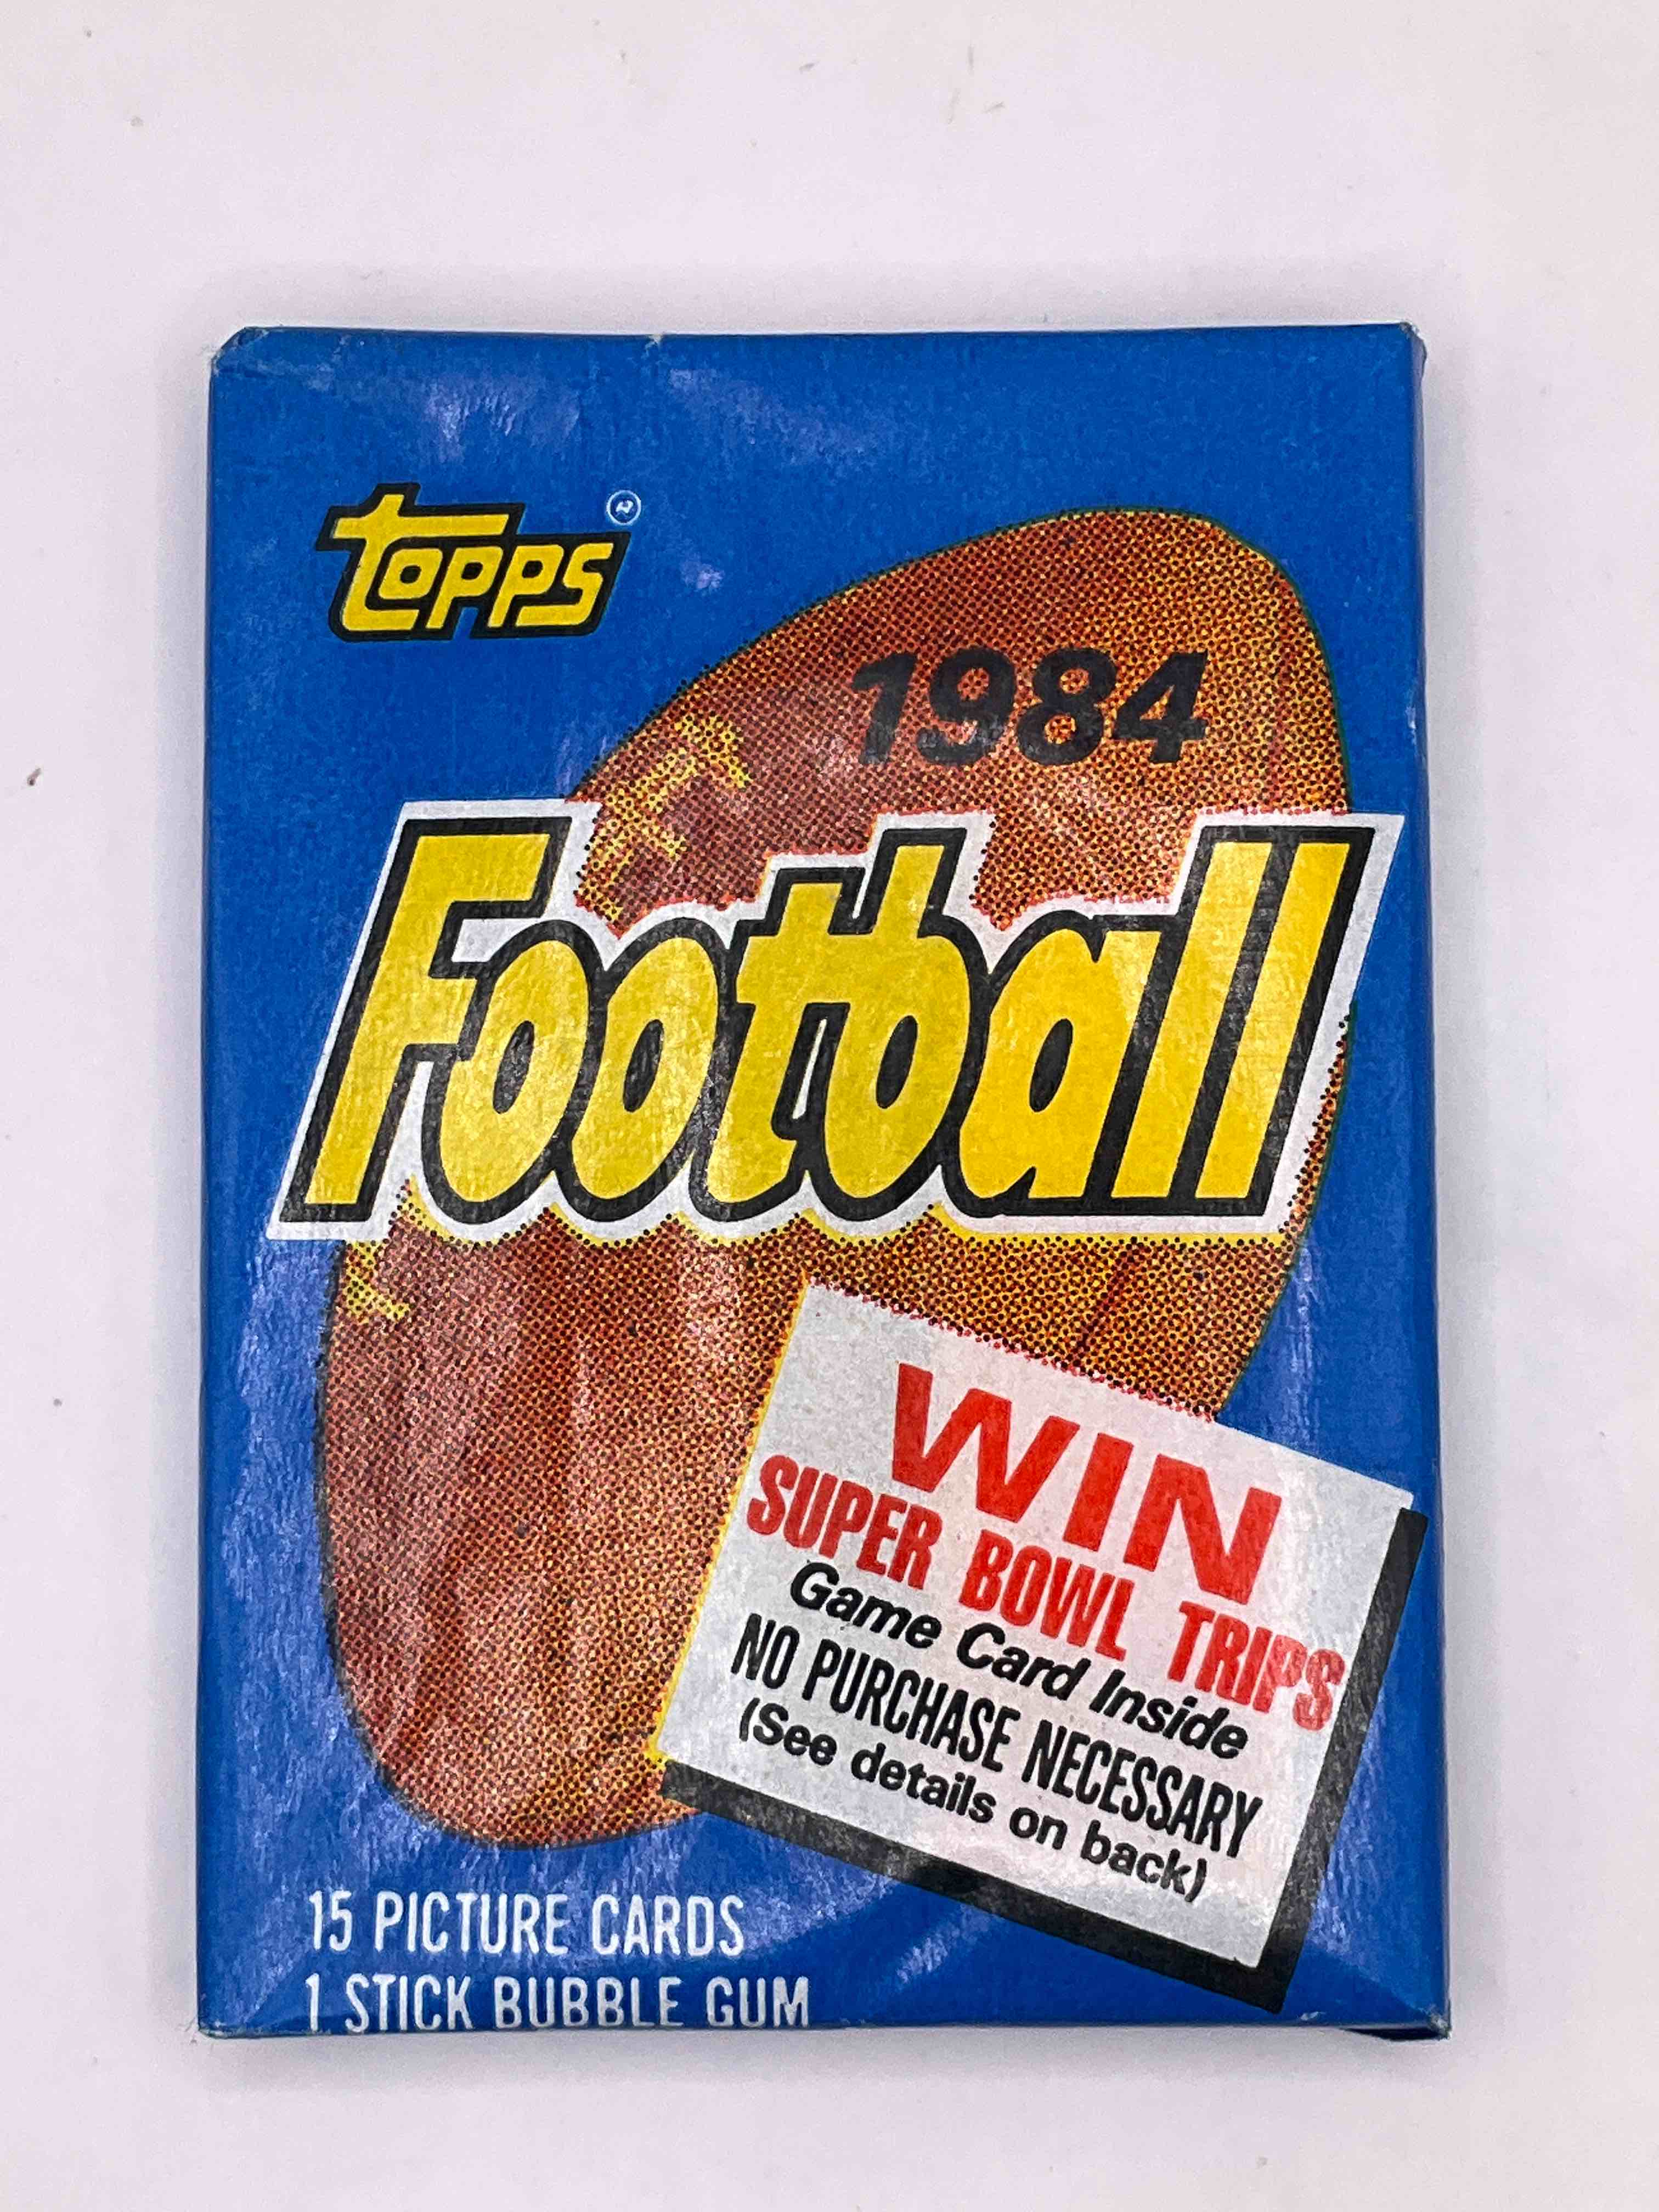 Topps ®
1984
Football
WIN
SUPER BOWL TRIPS
Game Card Inside
NO PURCHASE NECESSARY
(See details on back)
15 PICTURE CARDS
1 STICK BUBBLE GUM